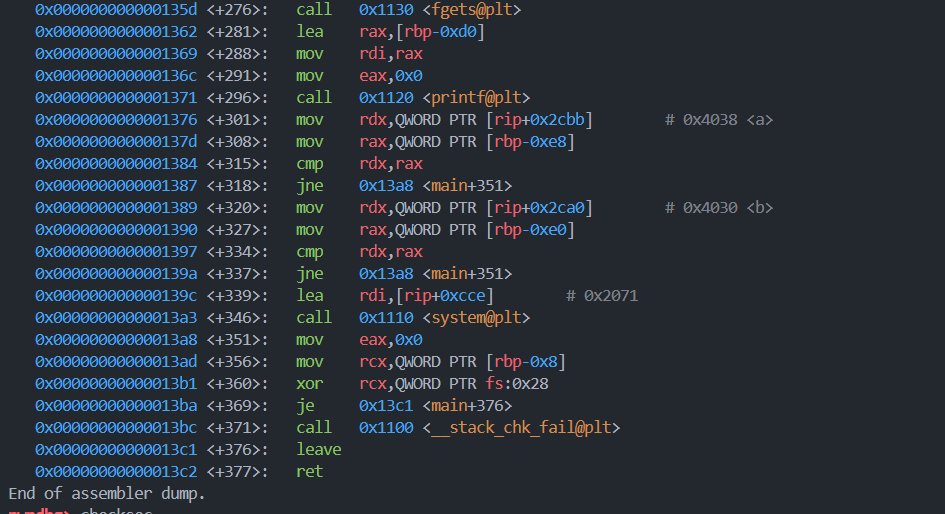 0x000000000000135d <+276>: call 0x1130 <fgets@plt>
0x0000000000001362 <+281>: lea rax,[rbp-0xd0]
0x0000000000001369 <+288>: mov rdi,rax
0x000000000000136c <+291>: mov eax,0x0
0x0000000000001371 <+296>: call 0x1120 <printf@plt>
0x0000000000001376 <+301>: mov rdx,QWORD PTR [rip+0x2cbb] # 0x4038 <a>
0x000000000000137d <+308>: mov rax,QWORD PTR [rbp-0xe8]
0x0000000000001384 <+315>: cmp rdx,rax
0x0000000000001387 <+318>: jne 0x13a8 <main+351>
0x0000000000001389 <+320>: mov rdx,QWORD PTR [rip+0x2ca0] # 0x4030 <b>
0x0000000000001390 <+327>: mov rax,QWORD PTR [rbp-0xe0]
0x0000000000001397 <+334>: cmp rdx,rax
0x000000000000139a <+337>: jne 0x13a8 <main+351>
0x000000000000139c <+339>: lea rdi,[rip+0xcce] # 0x2071
0x00000000000013a3 <+346>: call 0x1110 <system@plt>
0x00000000000013a8 <+351>: mov eax,0x0
0x00000000000013ad <+356>: mov rcx,QWORD PTR [rbp-0x8]
0x00000000000013b1 <+360>: xor rcx,QWORD PTR fs:0x28
0x00000000000013ba <+369>: je 0x13c1 <main+376>
0x00000000000013bc <+371>: call 0x1100 <__stack_chk_fail@plt>
0x00000000000013c1 <+376>: leave
0x00000000000013c2 <+377>: ret
End of assembler dump.